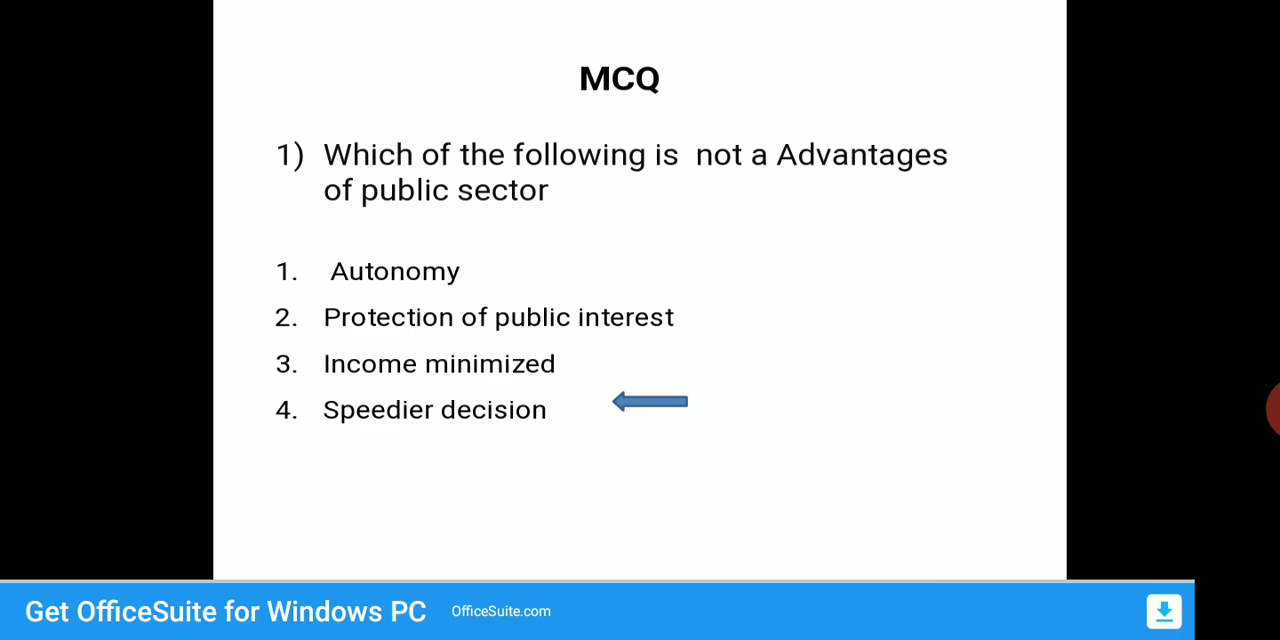 MCQ
1) Which of the following is not a Advantages
of public sector
1. Autonomy
2. Protection of public interest
3. Income minimized
4. Speedier decision
Get OfficeSuite for Windows PC OfficeSuite.com